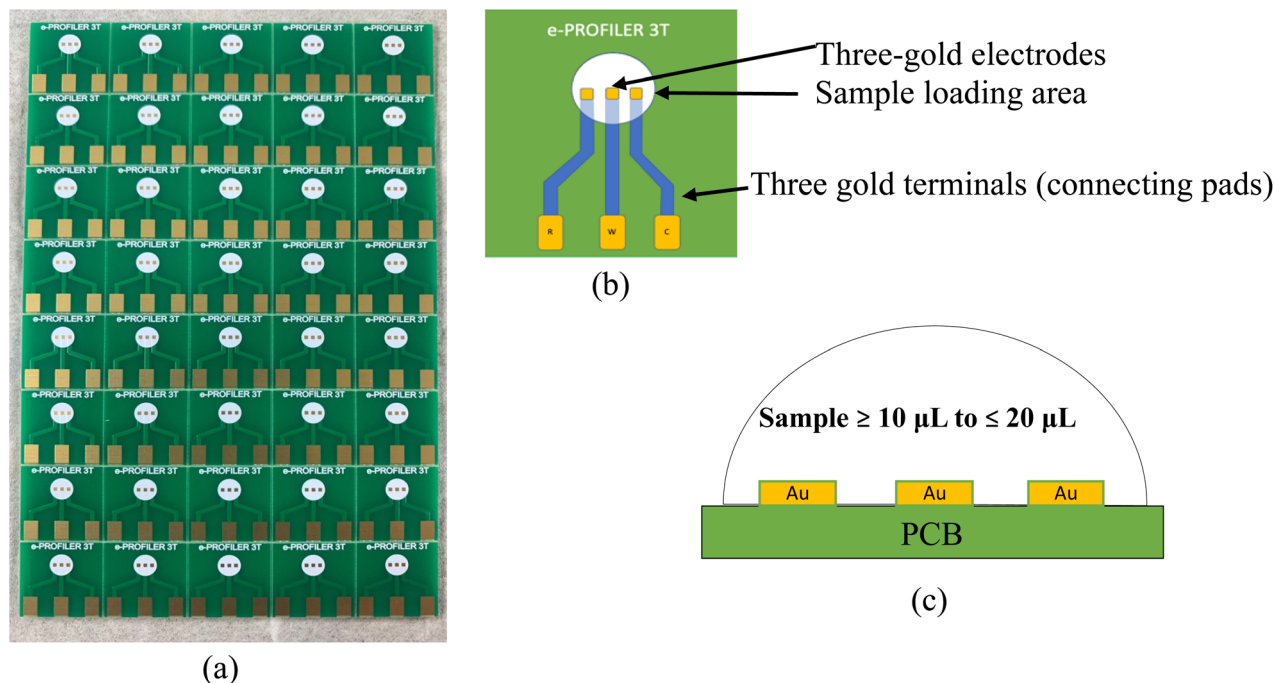 e-PROFILER 3T e-PROFILER 3T e-PROFILER 3T e-PROFILER 3T e-PROFILER 3T
e-PROFILER 3T e-PROFILER 3T e-PROFILER 3T e-PROFILER 3T e-PROFILER 3T
e-PROFILER 3T e-PROFILER 3T e-PROFILER 3T e-PROFILER 3T e-PROFILER 3T
e-PROFILER 3T e-PROFILER 3T e-PROFILER 3T e-PROFILER 3T e-PROFILER 3T
e-PROFILER 3T e-PROFILER 3T e-PROFILER 3T e-PROFILER 3T e-PROFILER 3T
e-PROFILER 3T e-PROFILER 3T e-PROFILER 3T e-PROFILER 3T e-PROFILER 3T
e-PROFILER 3T e-PROFILER 3T e-PROFILER 3T e-PROFILER 3T e-PROFILER 3T
e-PROFILER 3T e-PROFILER 3T e-PROFILER 3T e-PROFILER 3T e-PROFILER 3T
(a)
e-PROFILER 3T
Three-gold electrodes
Sample loading area
Three gold terminals (connecting pads)
R W C
(b)
Sample ≥ 10 μL to ≤ 20 μL
Au Au Au
PCB
(c)